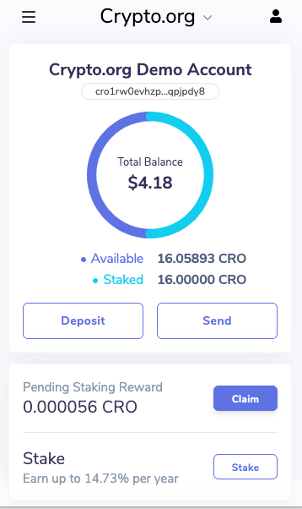 Crypto.org
Crypto.org Demo Account
cro1rw0evhzp...qpjpdy8
Total Balance
$4.18
Available 16.05893 CRO
Staked 16.00000 CRO
Deposit Send
Pending Staking Reward
0.000056 CRO
Claim
Stake
Earn up to 14.73% per year
Stake